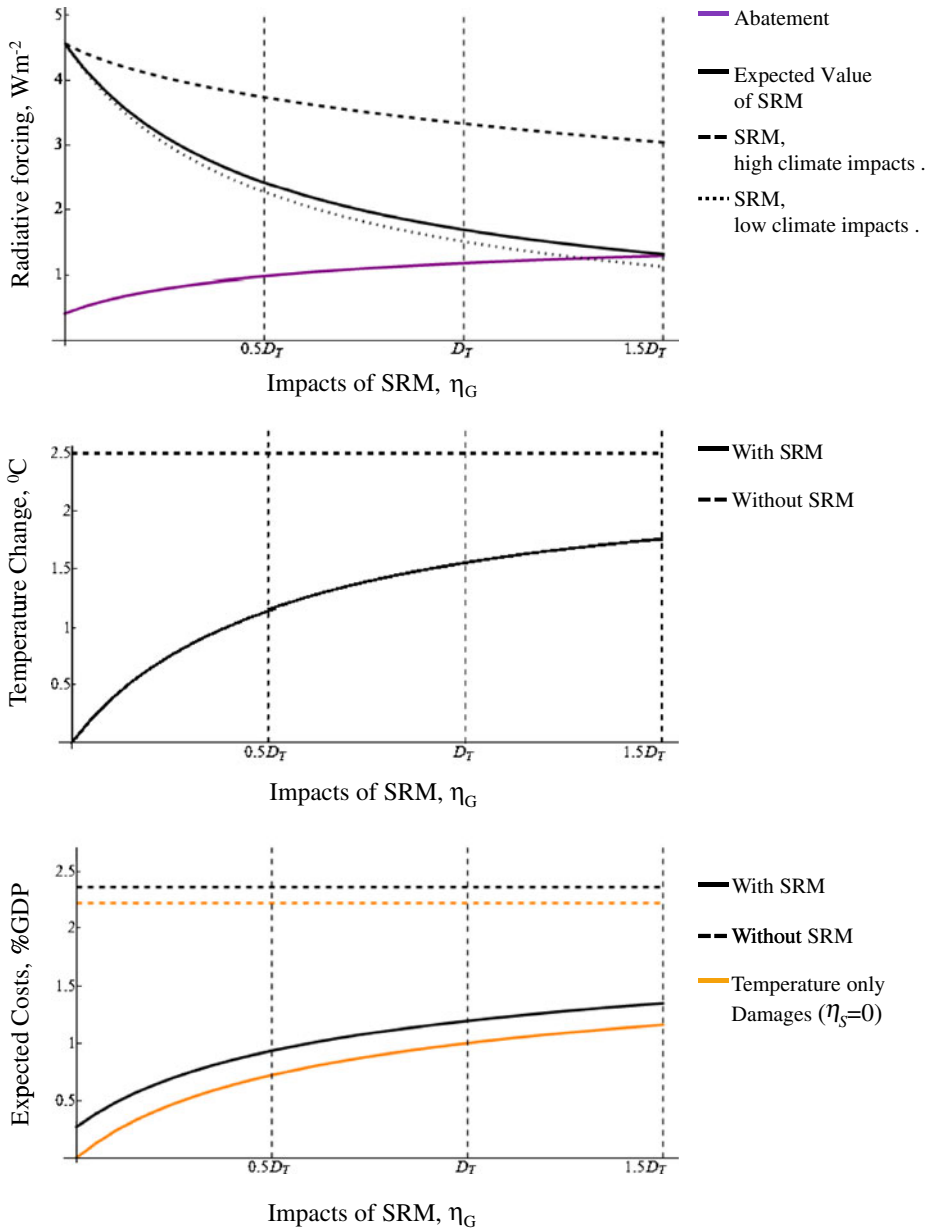 5
4
3
2
1
0.5D_T
D_T
1.5D_T
Radiative forcing, Wm⁻²
Impacts of SRM, η_G
Abatement
Expected Value
of SRM
SRM,
high climate impacts .
SRM,
low climate impacts .
2.5
2
1.5
1
0.5
0.5D_T
D_T
1.5D_T
Temperature Change, ⁰C
Impacts of SRM, η_G
With SRM
Without SRM
2.5
2
1.5
1
0.5
0.5D_T
D_T
1.5D_T
Expected Costs, %GDP
Impacts of SRM, η_G
With SRM
Without SRM
Temperature only
Damages (η_S=0)